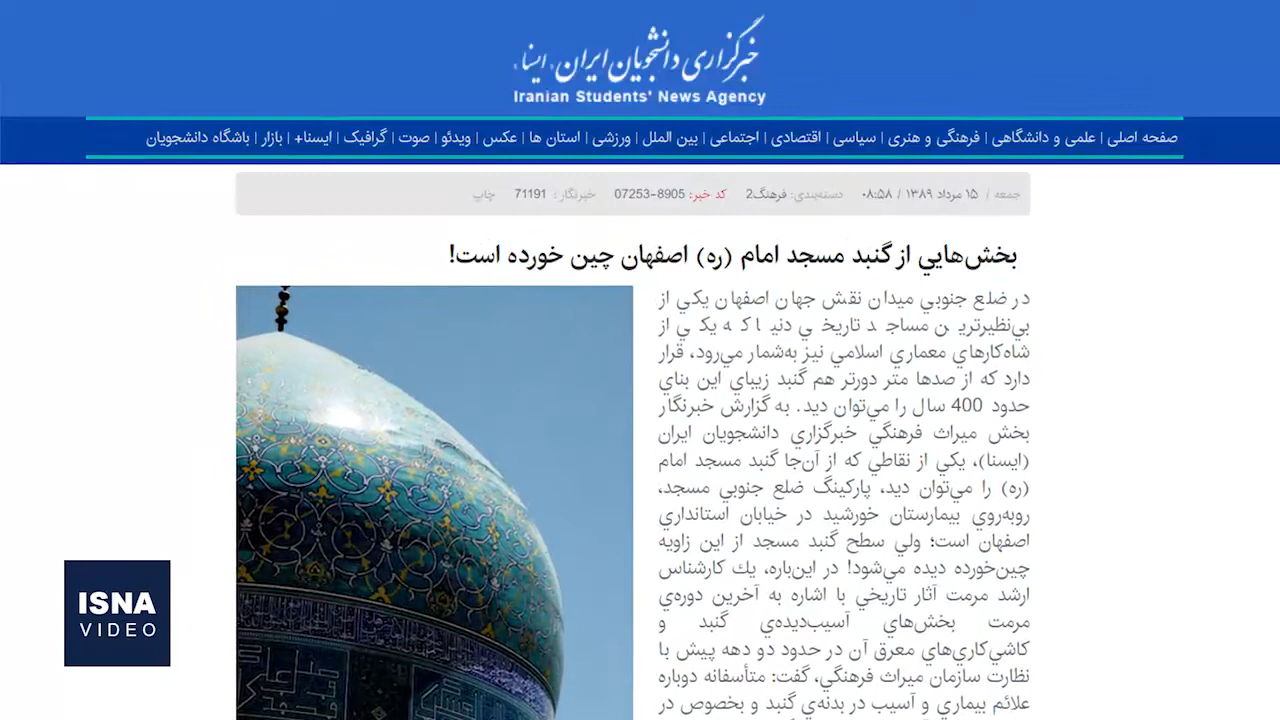 خبرگزاری دانشجویان ایران، ایسنا،
Iranian Students' News Agency
صفحه اصلی | علمی و دانشگاهی | فرهنگی و هنری | سیاسی | اقتصادی | اجتماعی | بین الملل | ورزشی | استان ها | عکس | ویدئو | صوت | گرافیک | ایسنا+ | بازار | باشگاه دانشجویان
جمعه / ۱۵ مرداد ۱۳۸۹ / ۰۸:۵۸ دسته‌بندی: فرهنگ2 کد خبر: 8905-07253 خبرنگار : 71191 چاپ
بخش‌هايي از گنبد مسجد امام (ره) اصفهان چين خورده است!
در ضلع جنوبي ميدان نقش جهان اصفهان يكي از
بي‌نظيرترين مساجد تاريخي دنيا كه يكي از
شاه‌كارهاي معماري اسلامي نيز به‌شمار مي‌رود، قرار
دارد كه از صدها متر دورتر هم گنبد زيباي اين بناي
حدود 400 سال را مي‌توان ديد. به گزارش خبرنگار
بخش ميراث فرهنگي خبرگزاري دانشجويان ايران
(ايسنا)، يكي از نقاطي كه از آن‌جا گنبد مسجد امام
(ره) را مي‌توان ديد، پاركينگ ضلع جنوبي مسجد،
روبه‌روي بيمارستان خورشيد در خيابان استانداري
اصفهان است؛ ولي سطح گنبد مسجد از اين زاويه
چين‌خورده ديده مي‌شود! در اين‌باره، يك كارشناس
ارشد مرمت آثار تاريخي با اشاره به آخرين دوره‌ي
مرمت بخش‌هاي آسيب‌ديده‌ي گنبد و
كاشي‌كاري‌هاي معرق آن در حدود دو دهه پيش با
نظارت سازمان ميراث فرهنگي، گفت: متأسفانه دوباره
علائم بيماري و آسيب در بدنه‌ي گنبد و بخصوص در
ISNA
VIDEO